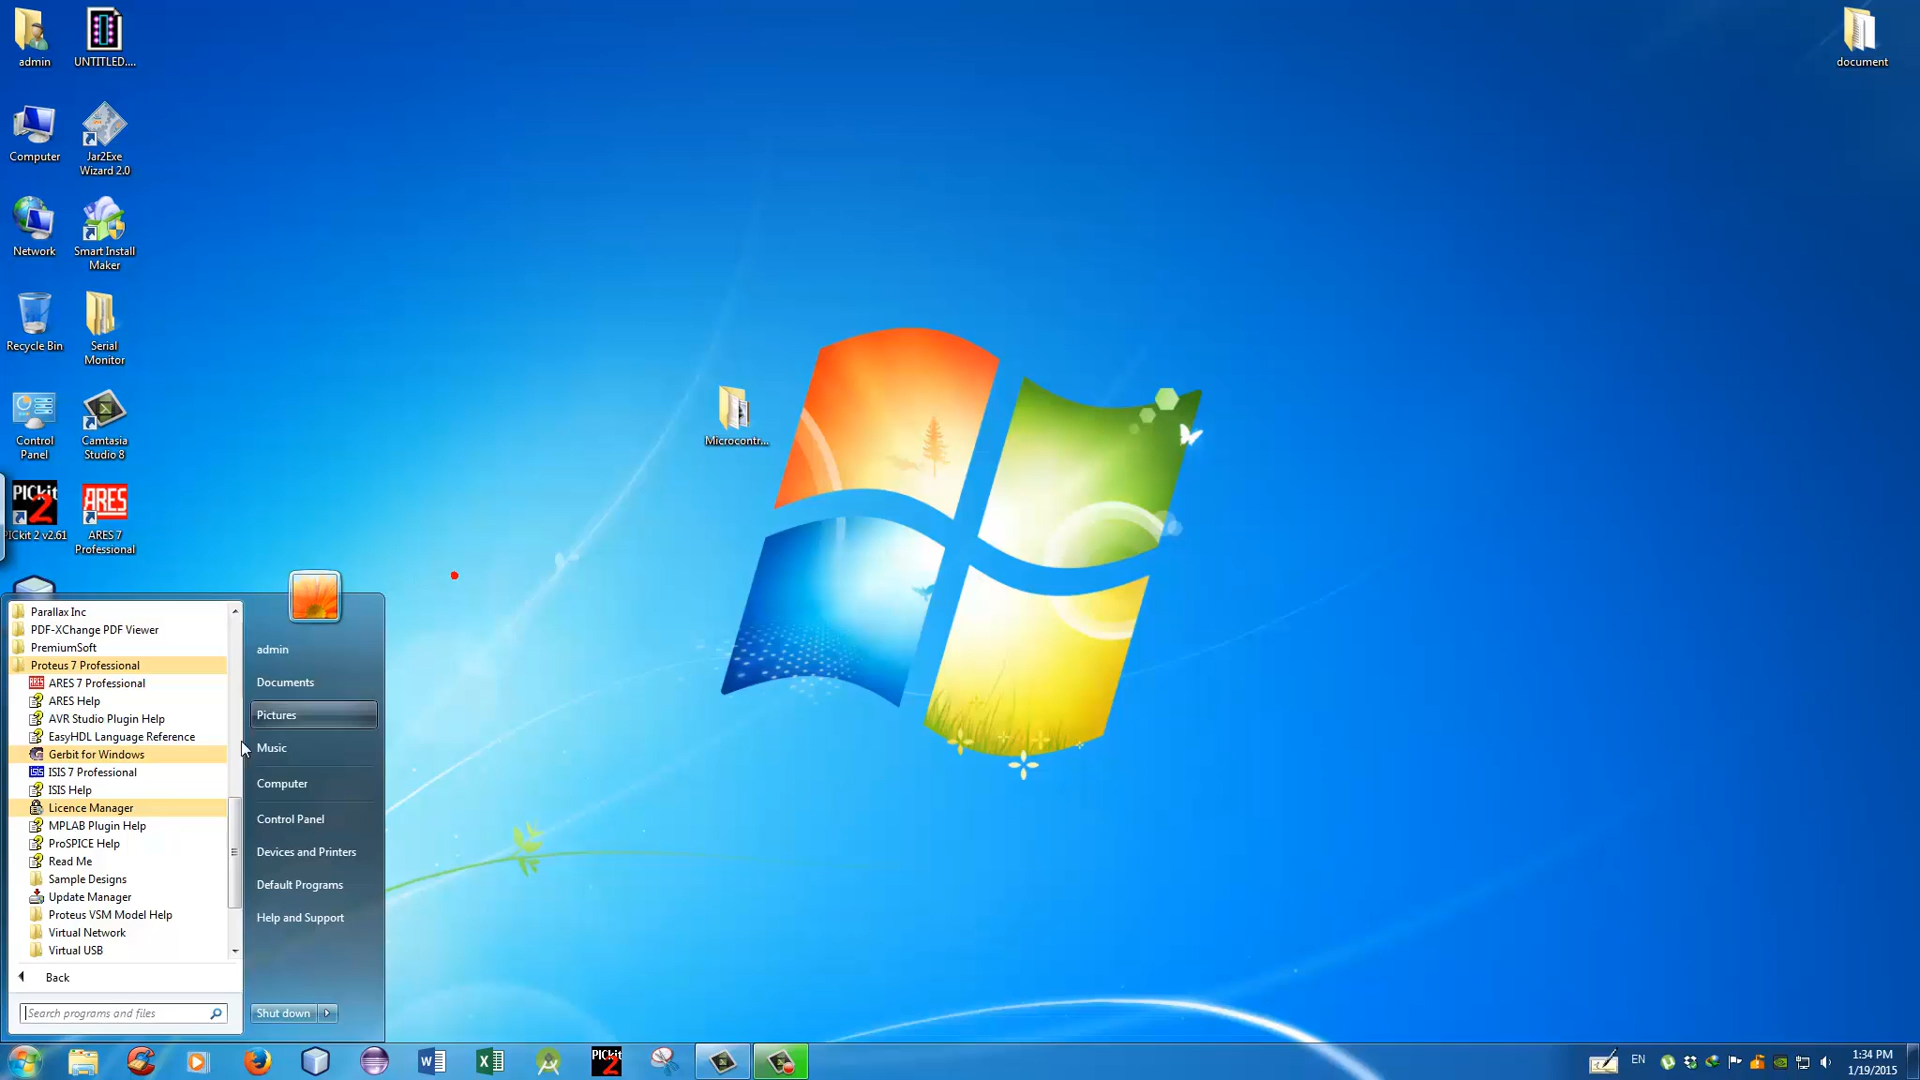 admin
UNTITLED....
document
Computer
Jar2Exe
Wizard 2.0
Network
Smart Install
Maker
Recycle Bin
Serial
Monitor
Control
Panel
Camtasia
Studio 8
Microcontr...
PICkit
2
PICkit 2 v2.61
ARES
ARES 7
Professional
Parallax Inc
PDF-XChange PDF Viewer
PremiumSoft
Proteus 7 Professional
ARES 7 Professional
ARES Help
AVR Studio Plugin Help
EasyHDL Language Reference
Gerbit for Windows
ISIS 7 Professional
ISIS Help
Licence Manager
MPLAB Plugin Help
ProSPICE Help
Read Me
Sample Designs
Update Manager
Proteus VSM Model Help
Virtual Network
Virtual USB
Back
Search programs and files
admin
Documents
Pictures
Music
Computer
Control Panel
Devices and Printers
Default Programs
Help and Support
Shut down
PICkit
2
EN
1:34 PM
1/19/2015